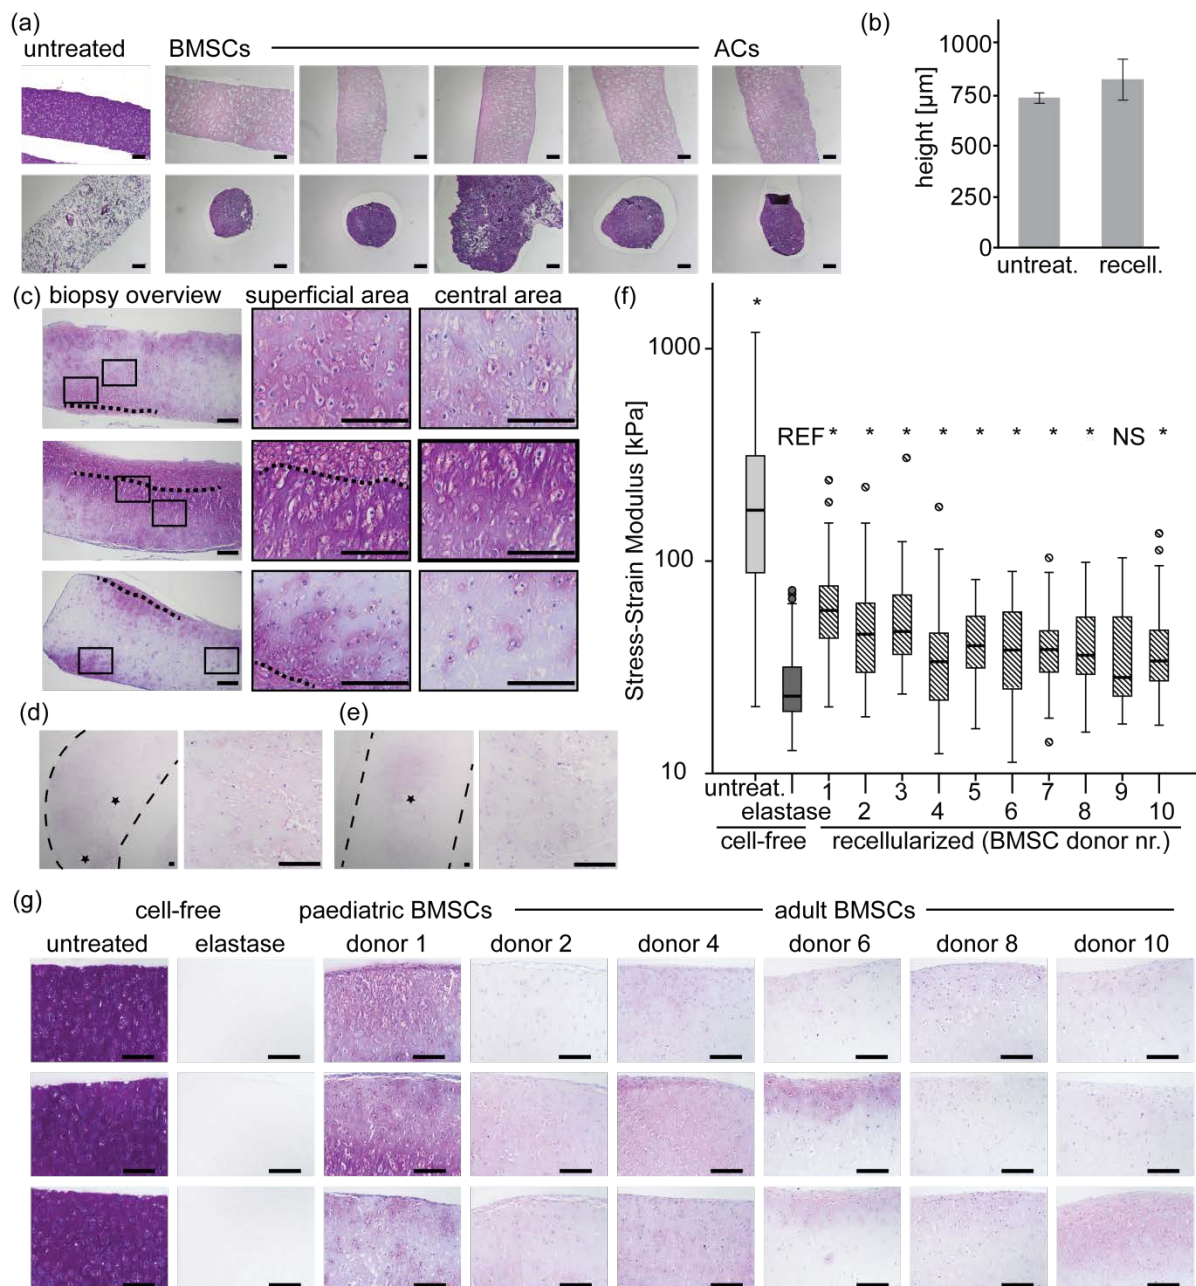 (a)
untreated BMSCs ACs
(b)
height [µm]
1000
750
500
250
0
untreat. recell.
(c)
biopsy overview superficial area central area
(d)
(e)
(f)
Stress-Strain Modulus [kPa]
1000
100
10
*
REF * * * * * * * * NS *
untreat. 1 3 5 7 9
elastase 2 4 6 8 10
cell-free recellularized (BMSC donor nr.)
(g)
cell-free paediatric BMSCs adult BMSCs
untreated elastase donor 1 donor 2 donor 4 donor 6 donor 8 donor 10